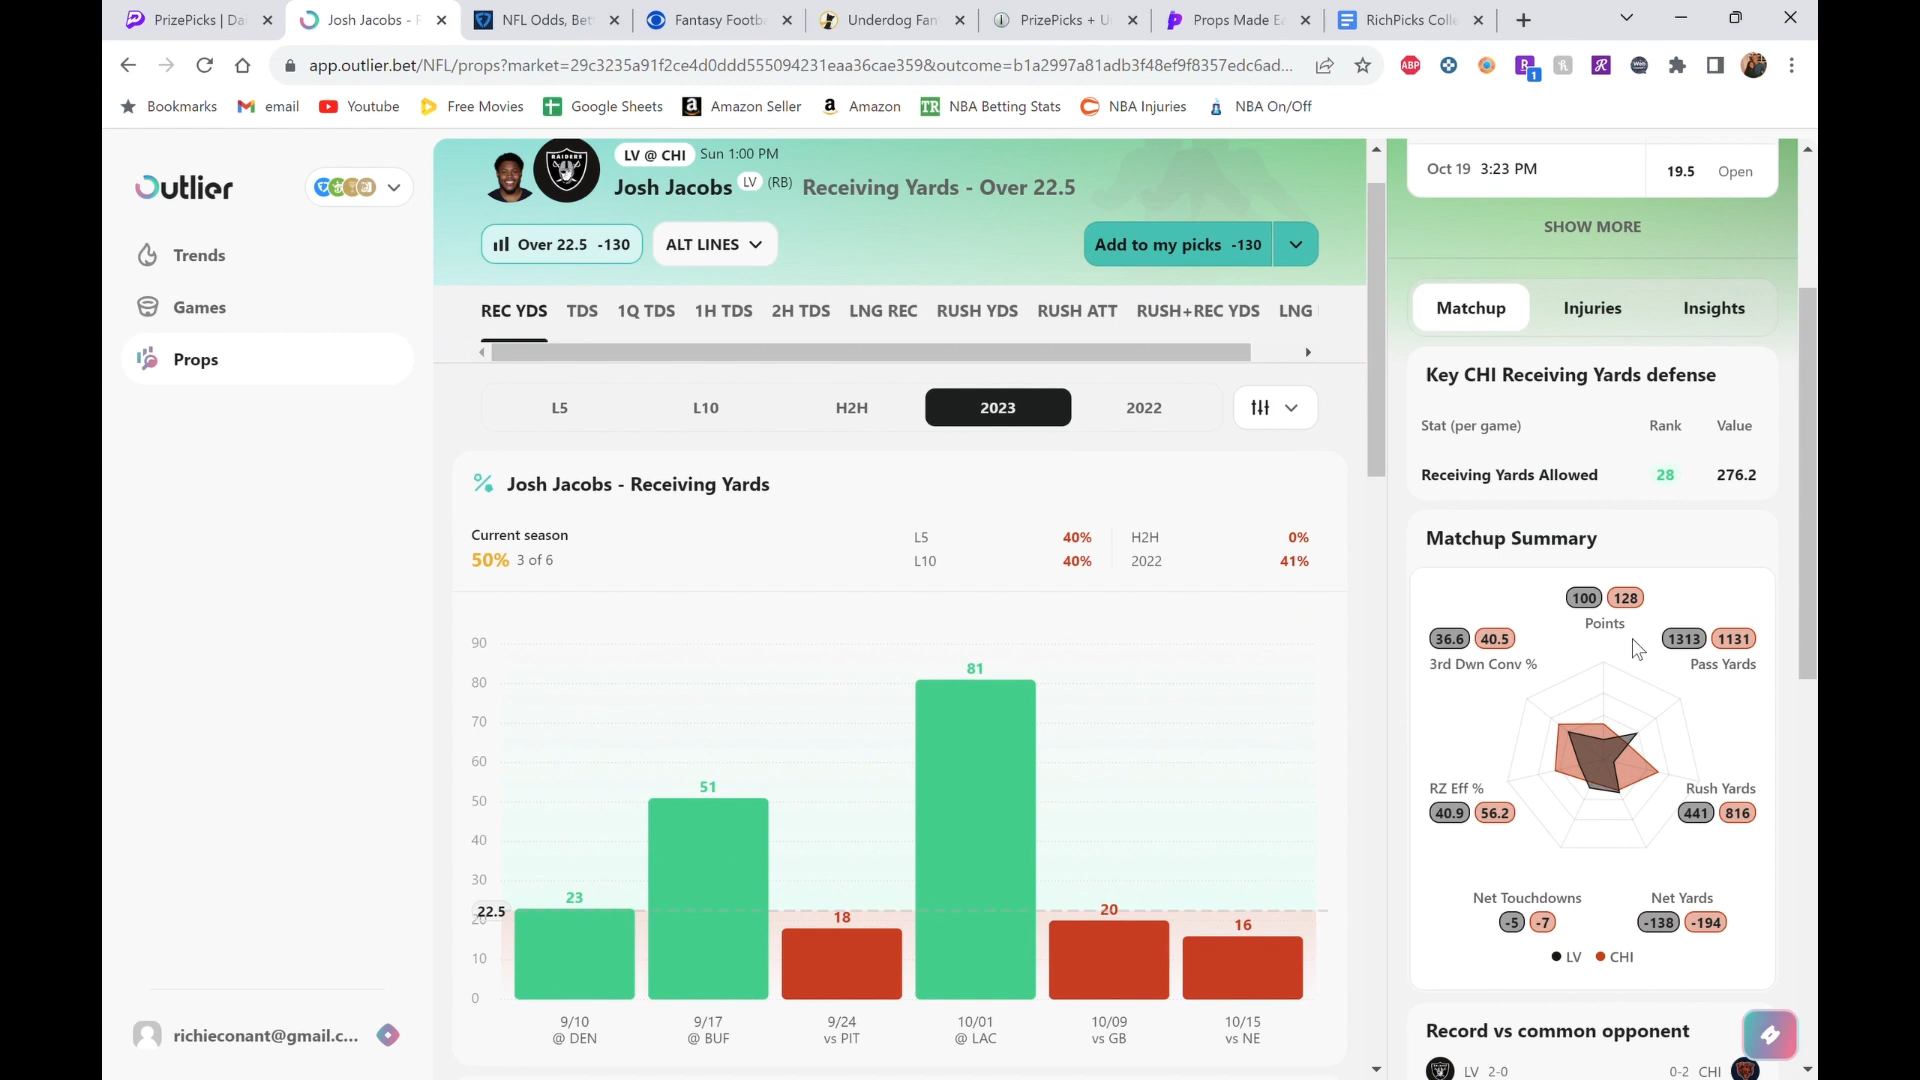 PrizePicks | Da
Josh Jacobs - F
NFL Odds, Bet
Fantasy Footb
Underdog Fan
PrizePicks + U
Props Made Ea
RichPicks Colle
app.outlier.bet/NFL/props?market=29c3235a91f2ce4d0ddd555094231eaa36cae359&outcome=b1a2997a81adb3f48ef9f8357edc6ad...
ABP
1
Bookmarks
email
Youtube
Free Movies
Google Sheets
Amazon Seller
Amazon
TR
NBA Betting Stats
NBA Injuries
NBA On/Off
Outlier
Trends
Games
Props
richieconant@gmail.c...
RAIDERS
LV @ CHI Sun 1:00 PM
Josh Jacobs LV (RB) Receiving Yards - Over 22.5
Over 22.5 -130
ALT LINES
Add to my picks -130
REC YDS TDS 1Q TDS 1H TDS 2H TDS LNG REC RUSH YDS RUSH ATT RUSH+REC YDS LNG
L5 L10 H2H 2023 2022
Josh Jacobs - Receiving Yards
Current season
50% 3 of 6
L5 40% H2H 0%
L10 40% 2022 41%
90
80
70
60
50
40
30
20
10
0
22.5
23
51
18
81
20
16
9/10 9/17 9/24 10/01 10/09 10/15
@ DEN @ BUF vs PIT @ LAC vs GB vs NE
Oct 19 3:23 PM 19.5 Open
SHOW MORE
Matchup Injuries Insights
Key CHI Receiving Yards defense
Stat (per game) Rank Value
Receiving Yards Allowed 28 276.2
Matchup Summary
100 128
Points
36.6 40.5
3rd Dwn Conv %
1313 1131
Pass Yards
RZ Eff %
40.9 56.2
Rush Yards
441 816
Net Touchdowns
-5 -7
Net Yards
-138 -194
LV CHI
Record vs common opponent
LV 2-0 0-2 CHI